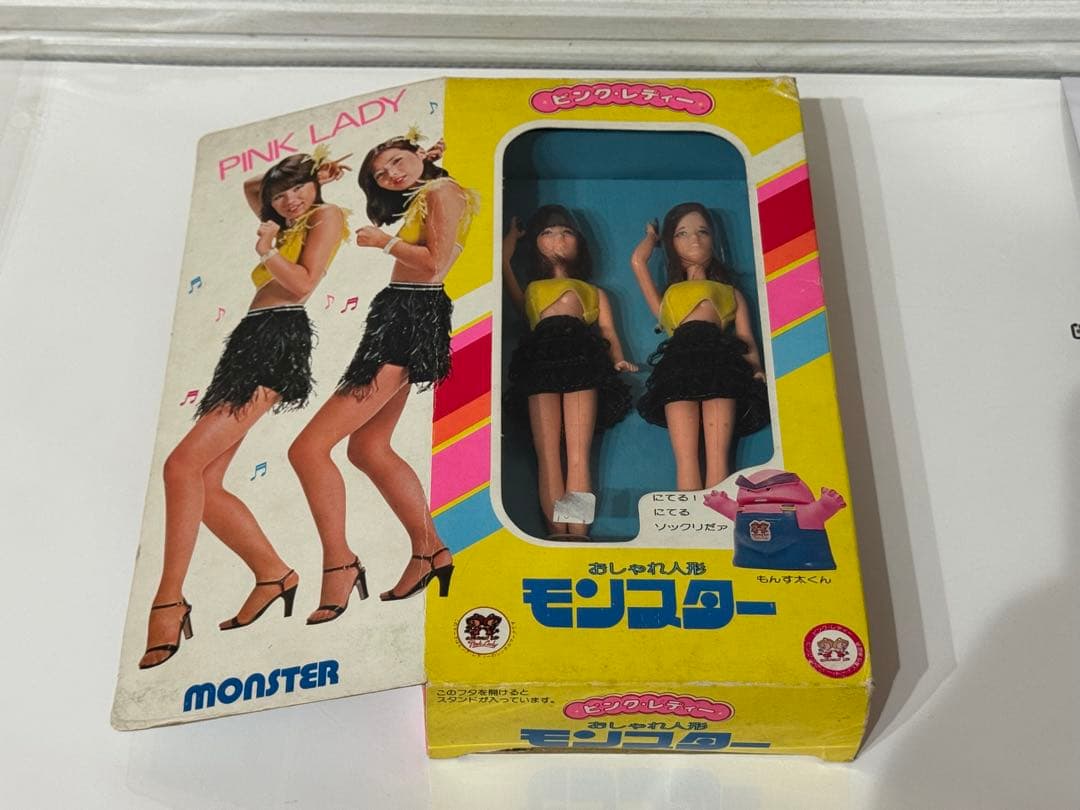 PINK LADY
MONSTER
ピンク・レディー
にてる!
にてる
ソックリだァ
もんす太くん
おしゃれ人形
モンスター
Pink Lady
このフタを開けると
スタンドが入っています。
ピンク・レディー
おしゃれ人形
モンスター